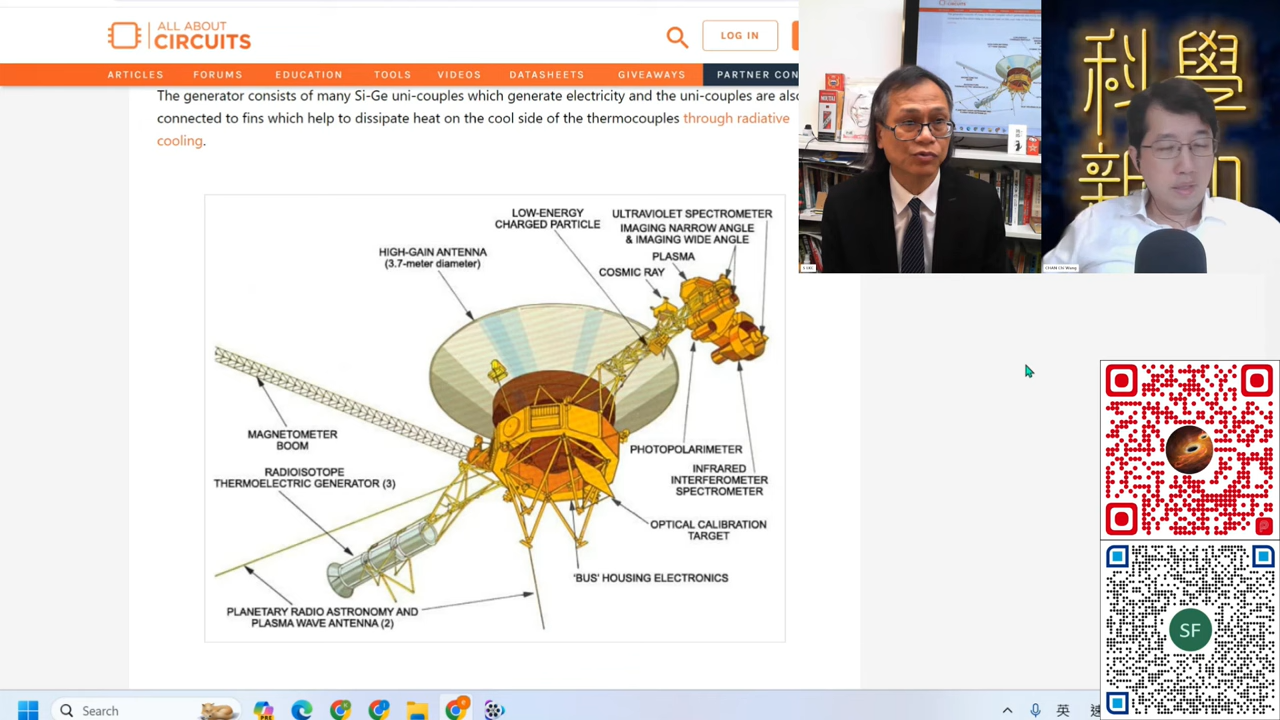 ALL ABOUT
CIRCUITS
LOG IN
ARTICLES FORUMS EDUCATION TOOLS VIDEOS DATASHEETS GIVEAWAYS PARTNER CON
The generator consists of many Si-Ge uni-couples which generate electricity and the uni-couples are also
connected to fins which help to dissipate heat on the cool side of the thermocouples through radiative
cooling.
LOW-ENERGY
CHARGED PARTICLE
ULTRAVIOLET SPECTROMETER
IMAGING NARROW ANGLE
& IMAGING WIDE ANGLE
PLASMA
COSMIC RAY
HIGH-GAIN ANTENNA
(3.7-meter diameter)
MAGNETOMETER
BOOM
RADIOISOTOPE
THERMOELECTRIC GENERATOR (3)
PHOTOPOLARIMETER
INFRARED
INTERFEROMETER
SPECTROMETER
OPTICAL CALIBRATION
TARGET
'BUS' HOUSING ELECTRONICS
PLANETARY RADIO ASTRONOMY AND
PLASMA WAVE ANTENNA (2)
科學
新
SF
Search
英